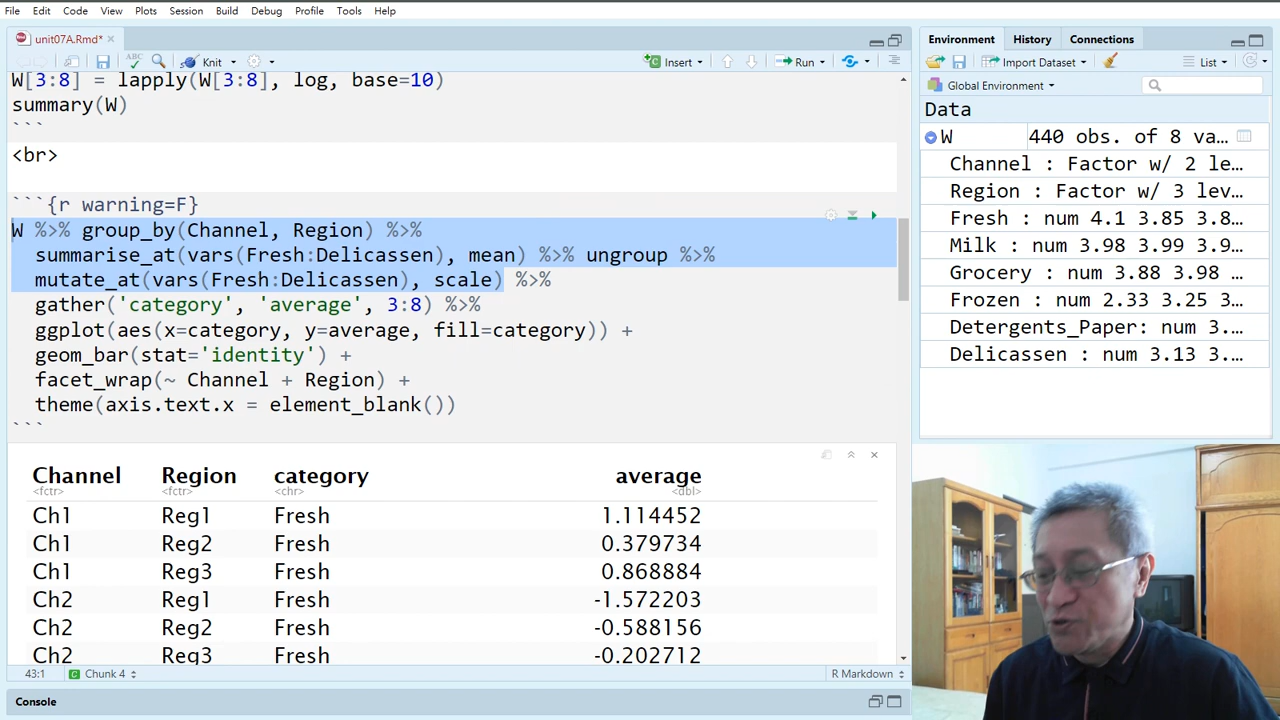 File Edit Code View Plots Session Build Debug Profile Tools Help
unit07A.Rmd*
ABC Knit Insert Run
W[3:8] = lapply(W[3:8], log, base=10)
summary(W)
```
<br>
```{r warning=F}
W %>% group_by(Channel, Region) %>%
summarise_at(vars(Fresh:Delicassen), mean) %>% ungroup %>%
mutate_at(vars(Fresh:Delicassen), scale) %>%
gather('category', 'average', 3:8) %>%
ggplot(aes(x=category, y=average, fill=category)) +
geom_bar(stat='identity') +
facet_wrap(~ Channel + Region) +
theme(axis.text.x = element_blank())
```
Channel Region category average
<fctr> <fctr> <chr> <dbl>
Ch1 Reg1 Fresh 1.114452
Ch1 Reg2 Fresh 0.379734
Ch1 Reg3 Fresh 0.868884
Ch2 Reg1 Fresh -1.572203
Ch2 Reg2 Fresh -0.588156
Ch2 Reg3 Fresh -0.202712
43:1 C Chunk 4 R Markdown
Console
Environment History Connections
Import Dataset List
Global Environment
Data
W 440 obs. of 8 va…
Channel : Factor w/ 2 le…
Region : Factor w/ 3 lev…
Fresh : num 4.1 3.85 3.8…
Milk : num 3.98 3.99 3.9…
Grocery : num 3.88 3.98 …
Frozen : num 2.33 3.25 3…
Detergents_Paper: num 3.…
Delicassen : num 3.13 3.…